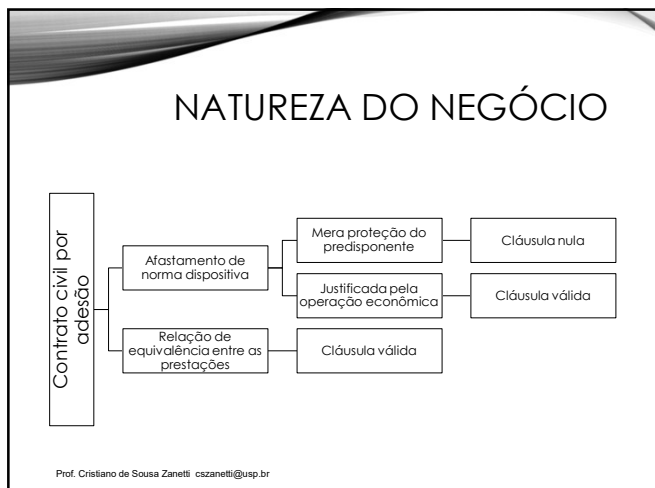 NATUREZA DO NEGÓCIO
Contrato civil por
adesão
Afastamento de
norma dispositiva
Mera proteção do
predisponente
Cláusula nula
Justificada pela
operação econômica
Cláusula válida
Relação de
equivalência entre as
prestações
Cláusula válida
Prof. Cristiano de Sousa Zanetti cszanetti@usp.br